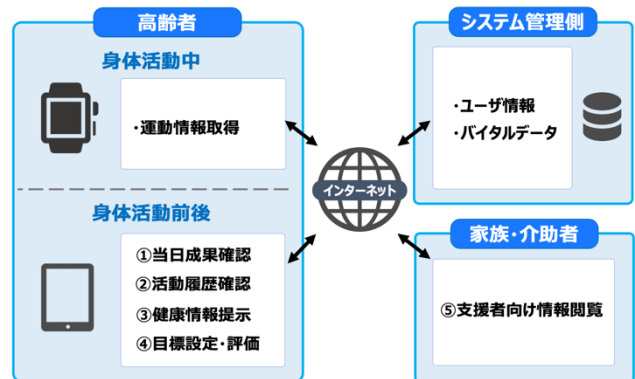 高齢者
身体活動中
・運動情報取得
身体活動前後
①当日成果確認
②活動履歴確認
③健康情報提示
④目標設定・評価
インターネット
システム管理側
・ユーザ情報
・バイタルデータ
家族・介助者
⑤支援者向け情報閲覧